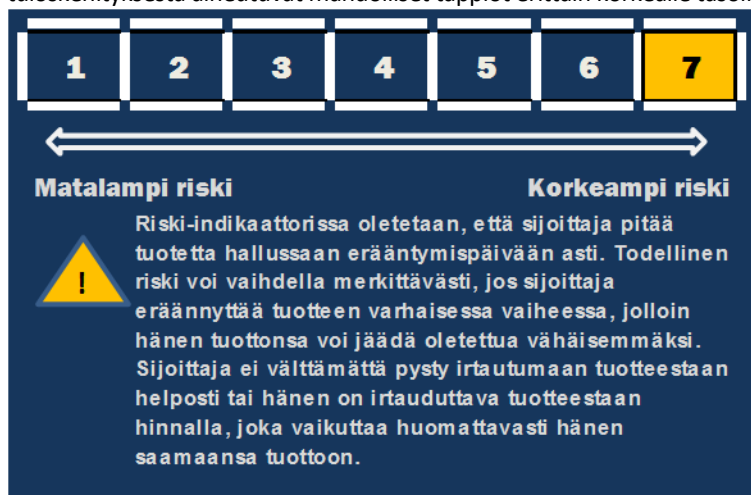 1 2 3 4 5 6 7
Matalampi riski Korkeampi riski
Riski-indikaattorissa oletetaan, että sijoittaja pitää
tuotetta hallussaan erääntymispäivään asti. Todellinen
! riski voi vaihdella merkittävästi, jos sijoittaja
eräännyttää tuotteen varhaisessa vaiheessa, jolloin
hänen tuottonsa voi jäädä oletettua vähäisemmäksi.
Sijoittaja ei välttämättä pysty irtautumaan tuotteestaan
helposti tai hänen on irtauduttava tuotteestaan
hinnalla, joka vaikuttaa huomattavasti hänen
saamaansa tuottoon.